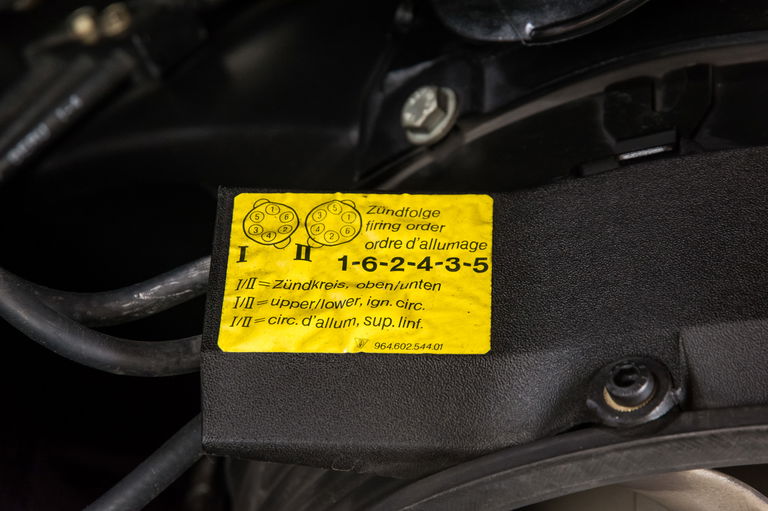 Zündfolge
firing order
ordre d'allumage
1-6-2-4-3-5
I II
I/II = Zündkreis, oben/unten
I/II = upper/lower, ign. circ.
I/II = circ. d'allum, sup. linf.
964.602.544.01